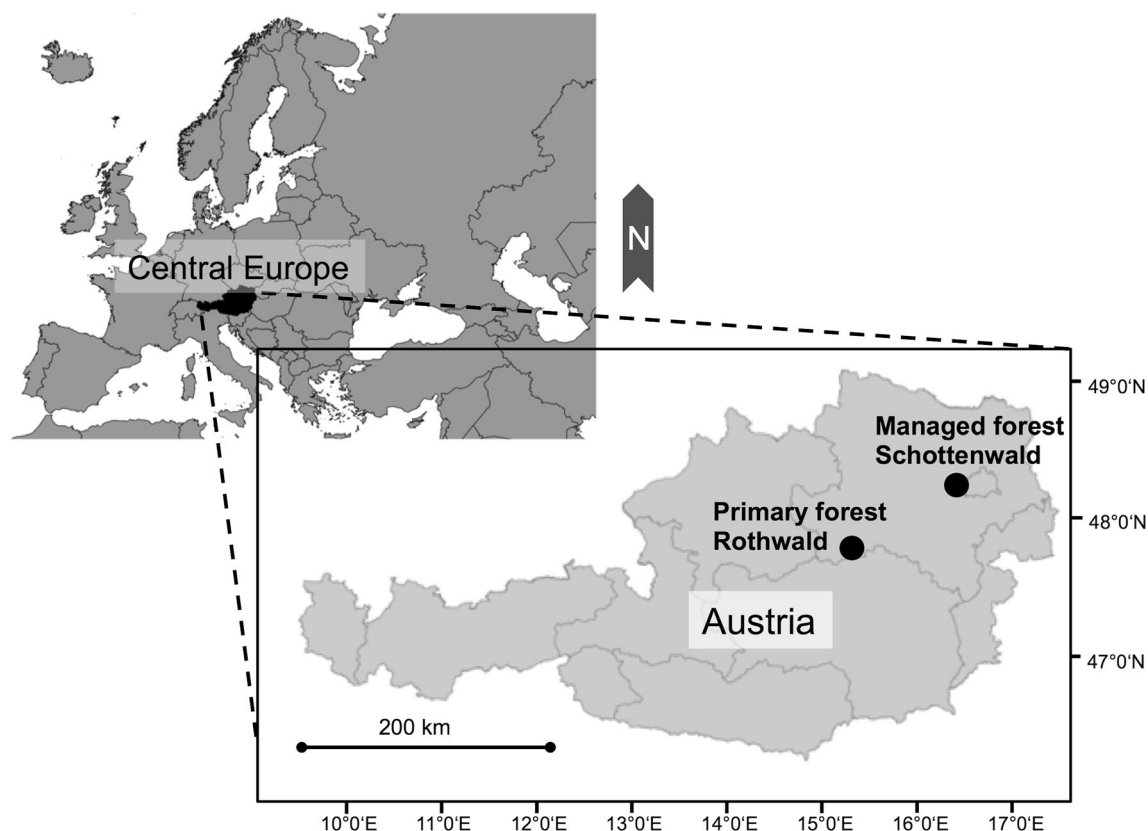 Central Europe
N
49°0'N
Managed forest
Schottenwald
48°0'N
Primary forest
Rothwald
Austria
47°0'N
200 km
10°0'E
11°0'E
12°0'E
13°0'E
14°0'E
15°0'E
16°0'E
17°0'E